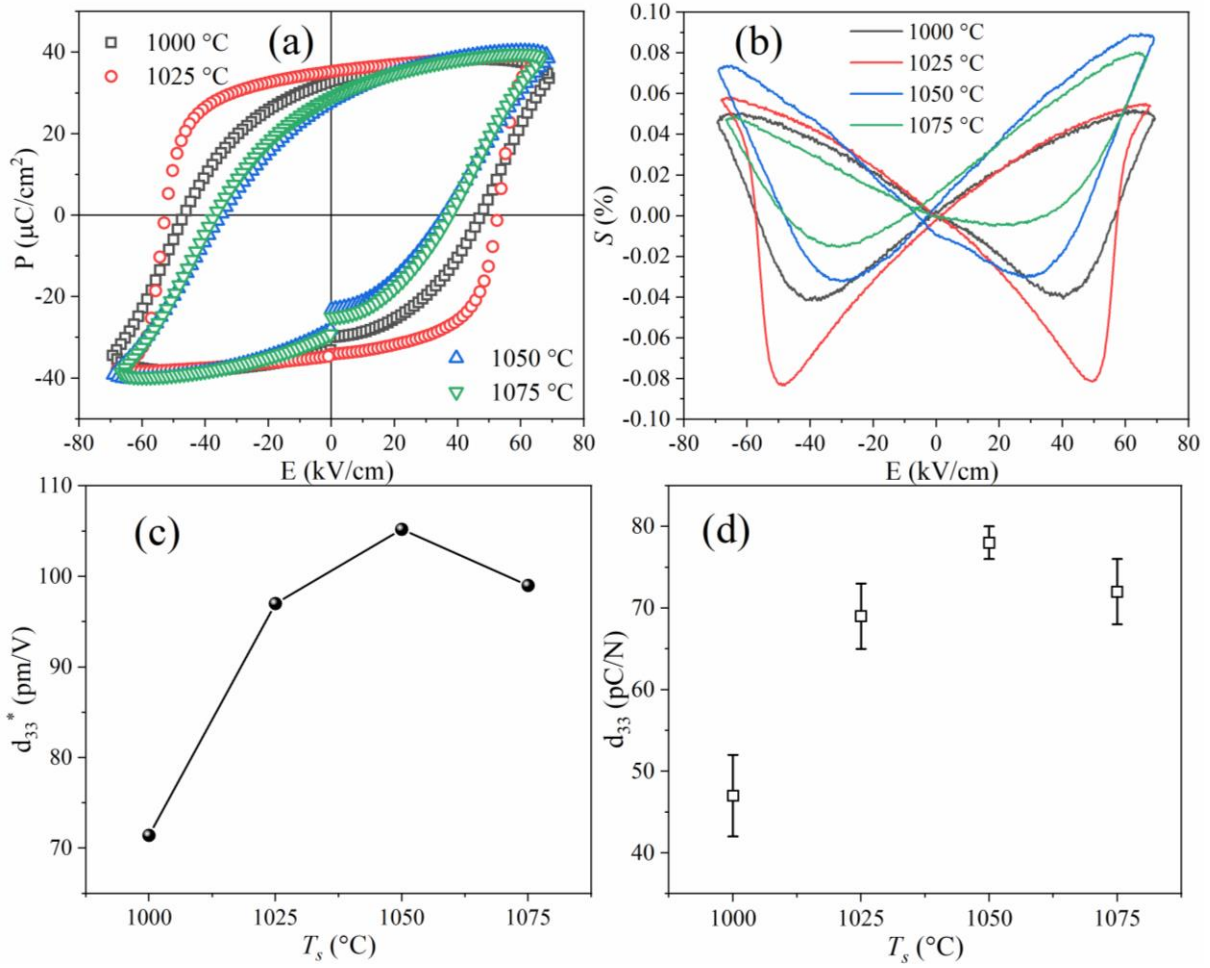 (a)
1000 °C
1025 °C
1050 °C
1075 °C
40
20
0
-20
-40
P (μC/cm²)
-80 -60 -40 -20 0 20 40 60 80
E (kV/cm)
(b)
1000 °C
1025 °C
1050 °C
1075 °C
0.10
0.08
0.06
0.04
0.02
0.00
-0.02
-0.04
-0.06
-0.08
-0.10
S (%)
-80 -60 -40 -20 0 20 40 60 80
E (kV/cm)
(c)
110
100
90
80
70
d₃₃* (pm/V)
1000 1025 1050 1075
Tₛ (°C)
(d)
80
70
60
50
40
d₃₃ (pC/N)
1000 1025 1050 1075
Tₛ (°C)